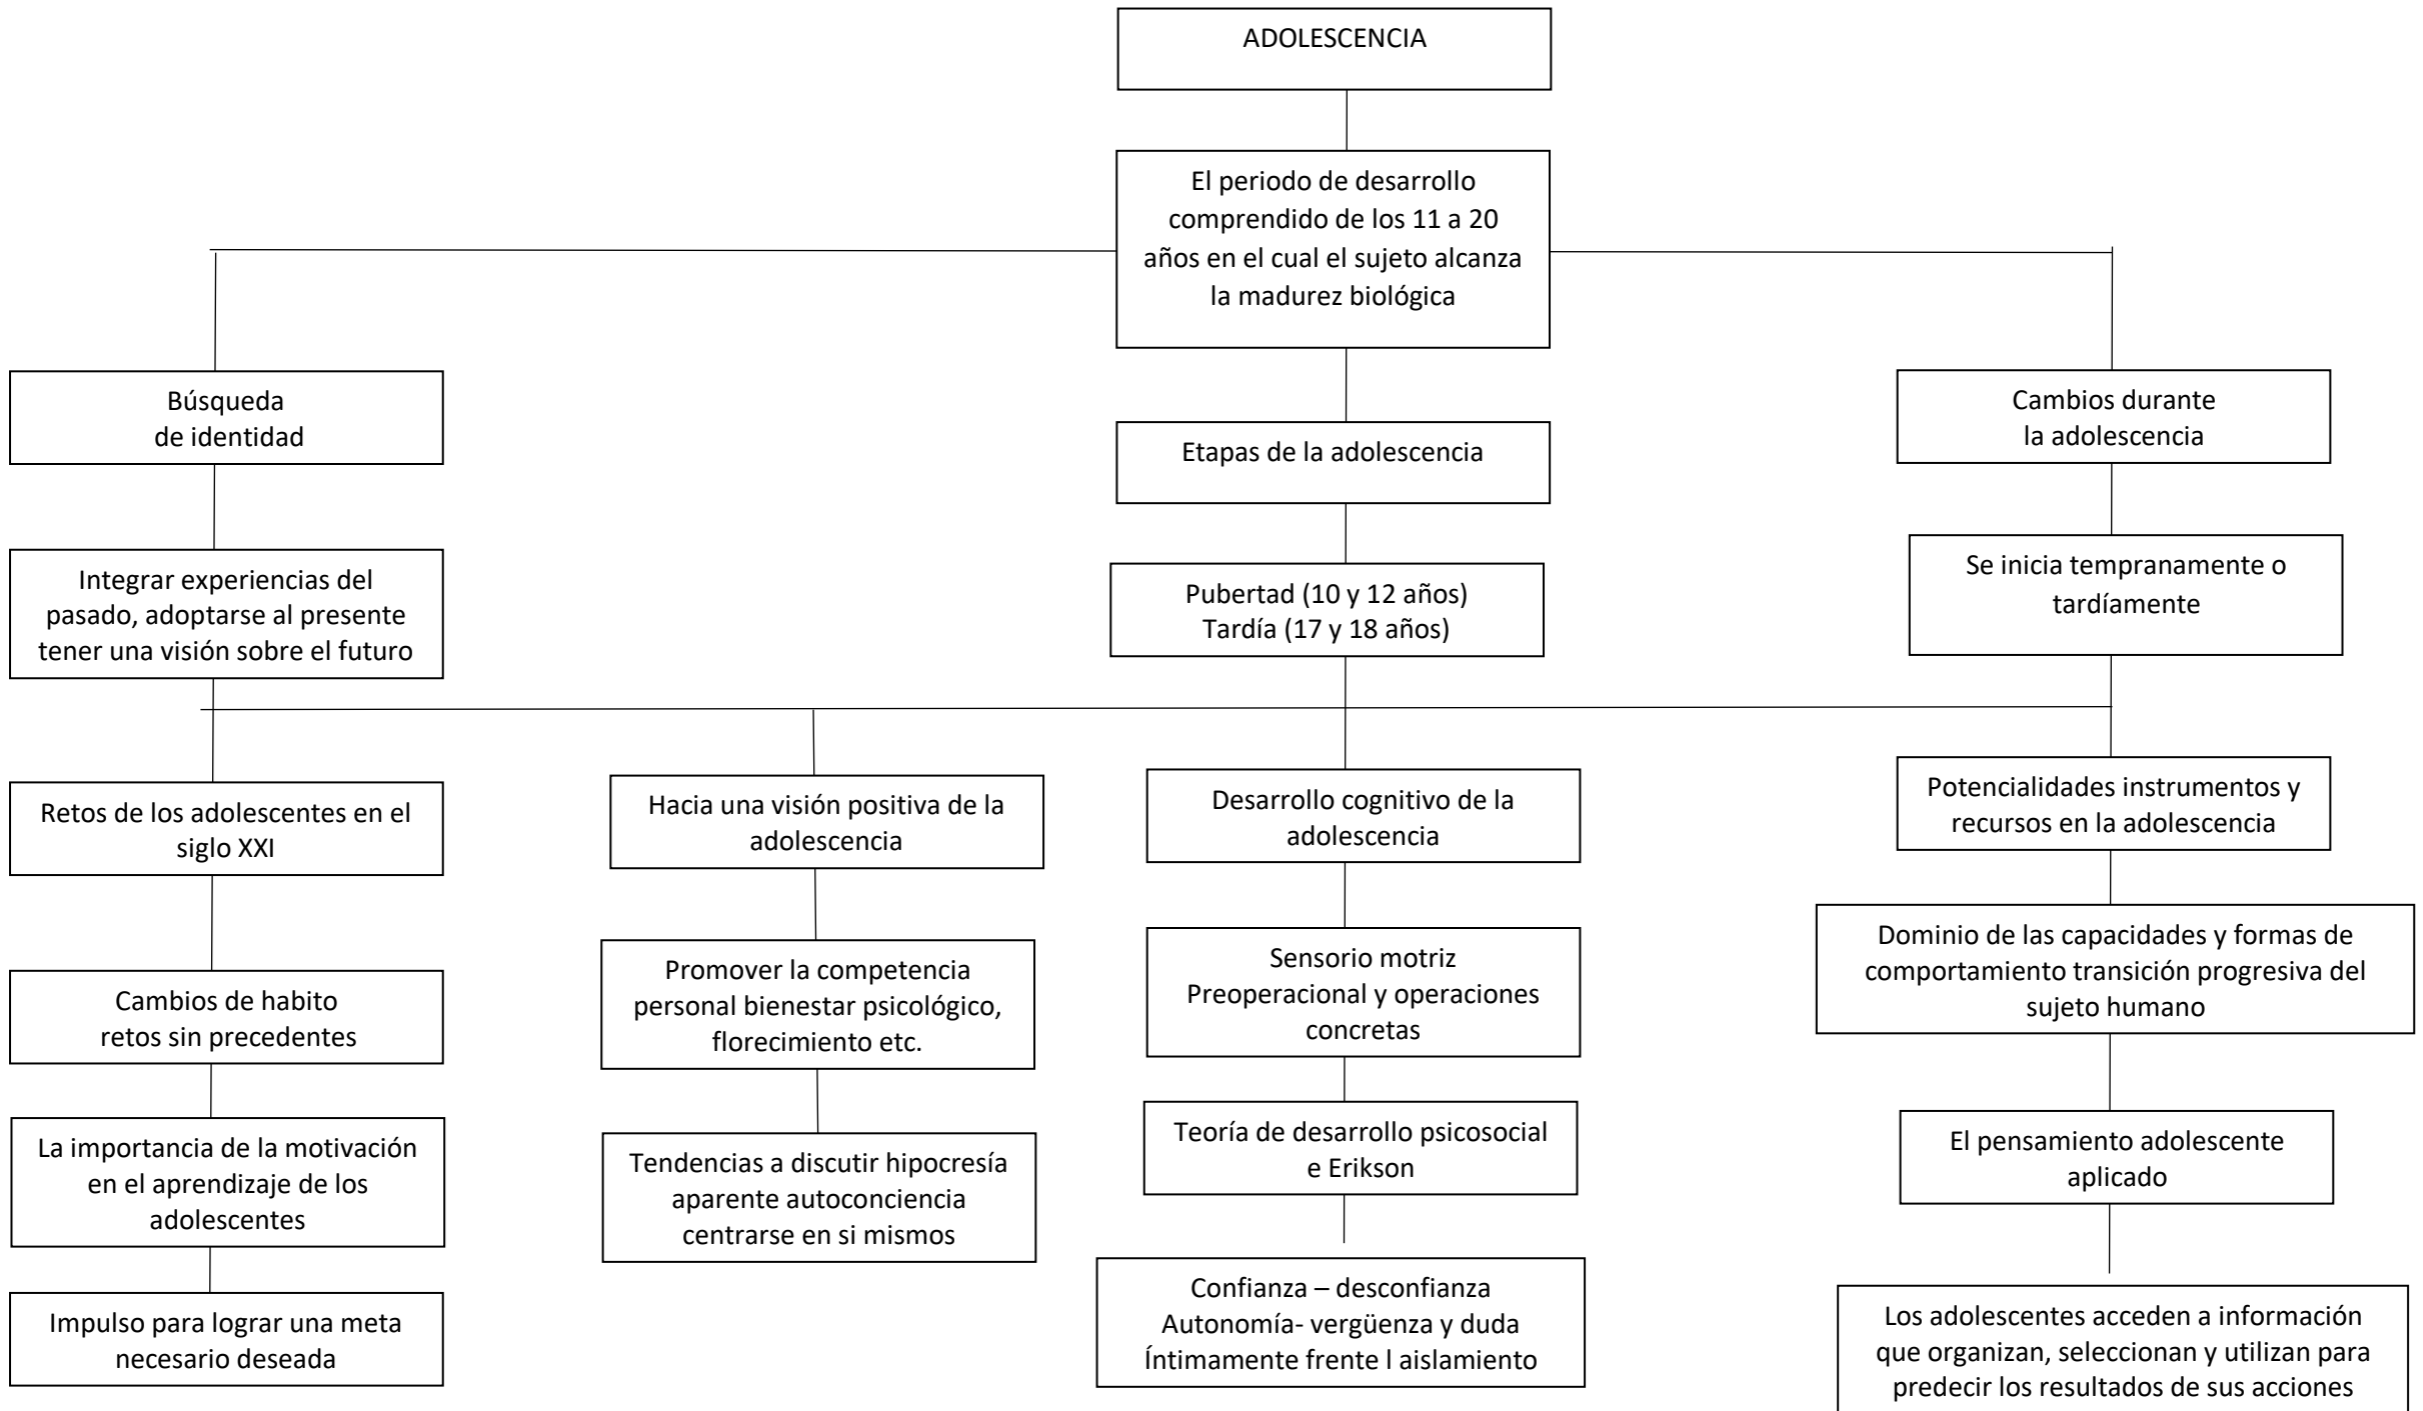 ADOLESCENCIA
El periodo de desarrollo
comprendido de los 11 a 20
años en el cual el sujeto alcanza
la madurez biológica
Búsqueda
de identidad
Etapas de la adolescencia
Cambios durante
la adolescencia
Integrar experiencias del
pasado, adoptarse al presente
tener una visión sobre el futuro
Pubertad (10 y 12 años)
Tardía (17 y 18 años)
Se inicia tempranamente o
tardíamente
Retos de los adolescentes en el
siglo XXI
Hacia una visión positiva de la
adolescencia
Desarrollo cognitivo de la
adolescencia
Potencialidades instrumentos y
recursos en la adolescencia
Cambios de habito
retos sin precedentes
Promover la competencia
personal bienestar psicológico,
florecimiento etc.
Sensorio motriz
Preoperacional y operaciones
concretas
Dominio de las capacidades y formas de
comportamiento transición progresiva del
sujeto humano
La importancia de la motivación
en el aprendizaje de los
adolescentes
Tendencias a discutir hipocresía
aparente autoconciencia
centrarse en si mismos
Teoría de desarrollo psicosocial
e Erikson
El pensamiento adolescente
aplicado
Impulso para lograr una meta
necesario deseada
Confianza – desconfianza
Autonomía- vergüenza y duda
Íntimamente frente l aislamiento
Los adolescentes acceden a información
que organizan, seleccionan y utilizan para
predecir los resultados de sus acciones